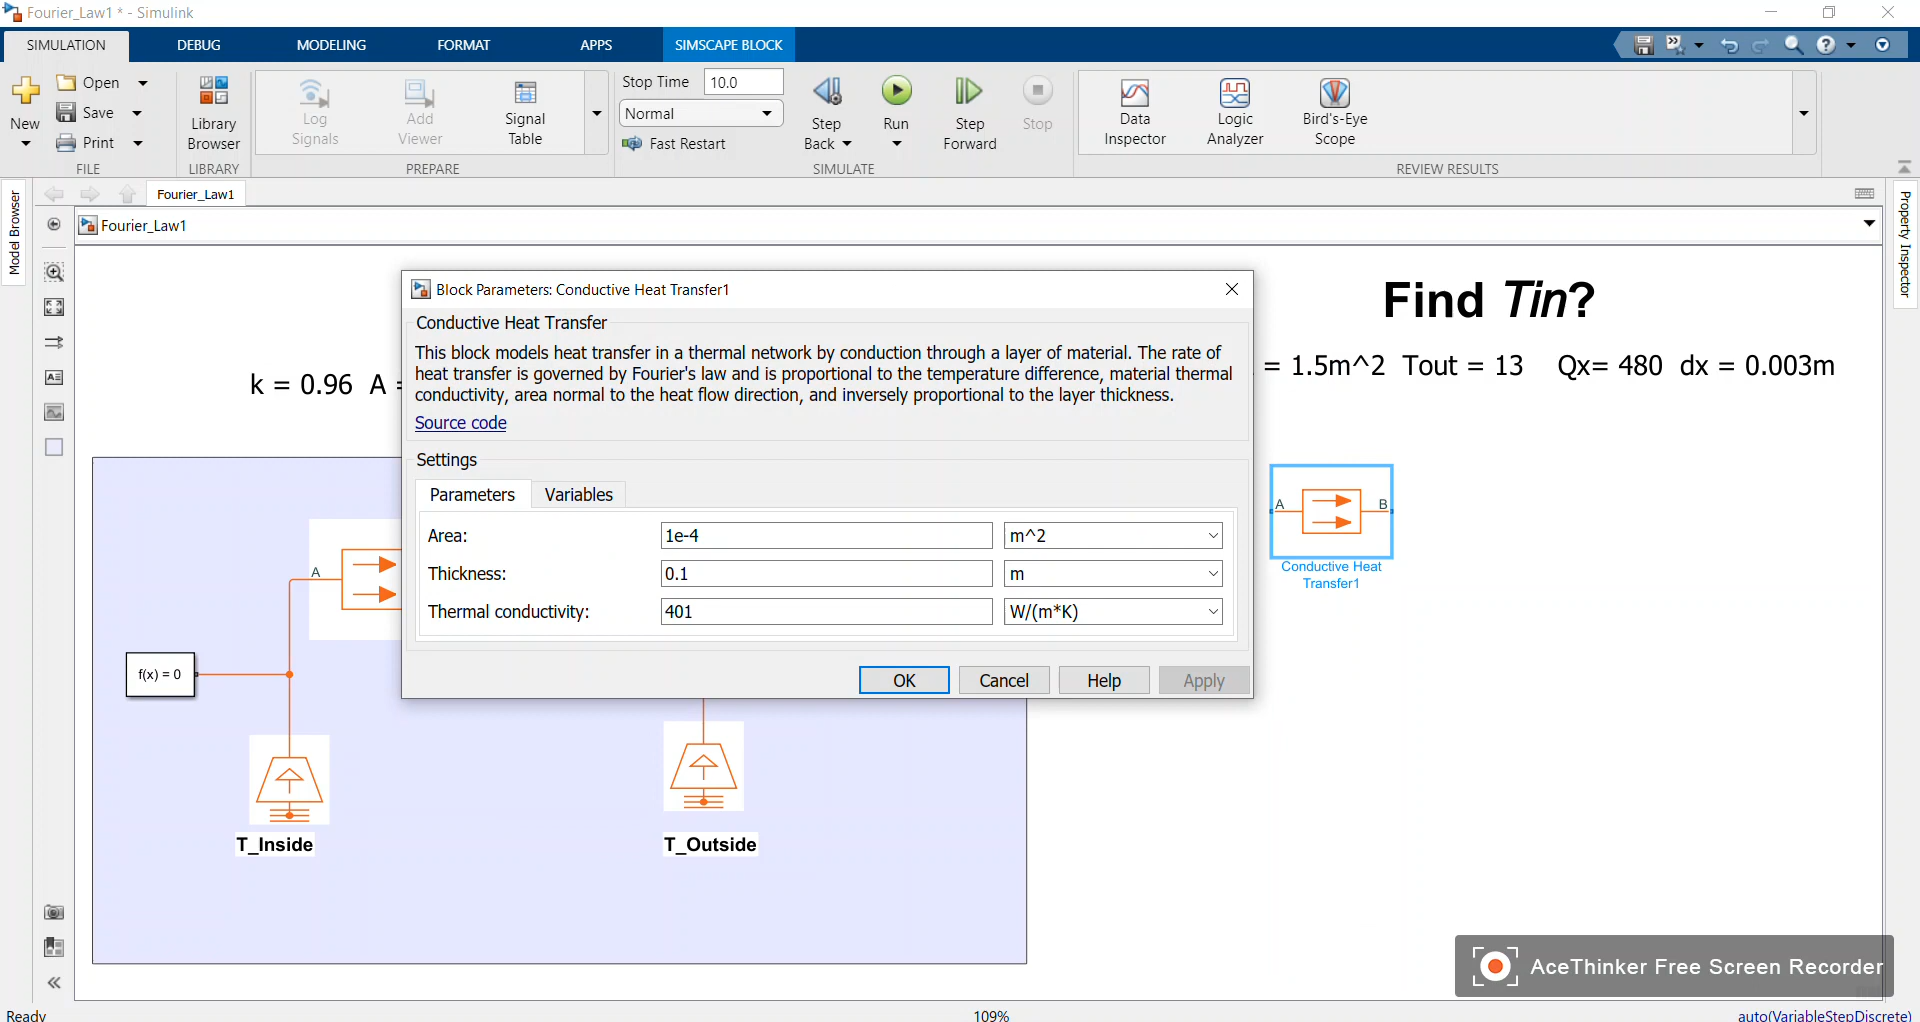 Fourier_Law1 * - Simulink
SIMULATION
DEBUG
MODELING
FORMAT
APPS
SIMSCAPE BLOCK
New
Open
Save
Print
FILE
Library
Browser
LIBRARY
Log
Signals
Add
Viewer
Signal
Table
PREPARE
Stop Time 10.0
Normal
Fast Restart
Step
Back
Run
Step
Forward
Stop
SIMULATE
Data
Inspector
Logic
Analyzer
Bird's-Eye
Scope
REVIEW RESULTS
Model Browser
Fourier_Law1
Fourier_Law1
Property Inspector
Find Tin?
k = 0.96 A =
= 1.5m^2 Tout = 13 Qx= 480 dx = 0.003m
Block Parameters: Conductive Heat Transfer1
Conductive Heat Transfer
This block models heat transfer in a thermal network by conduction through a layer of material. The rate of
heat transfer is governed by Fourier's law and is proportional to the temperature difference, material thermal
conductivity, area normal to the heat flow direction, and inversely proportional to the layer thickness.
Source code
Settings
Parameters Variables
Area: 1e-4 m^2
Thickness: 0.1 m
Thermal conductivity: 401 W/(m*K)
OK Cancel Help Apply
A B
Conductive Heat
Transfer1
A
f(x) = 0
T_Inside
T_Outside
AceThinker Free Screen Recorder
Ready
109%
auto(VariableStepDiscrete)